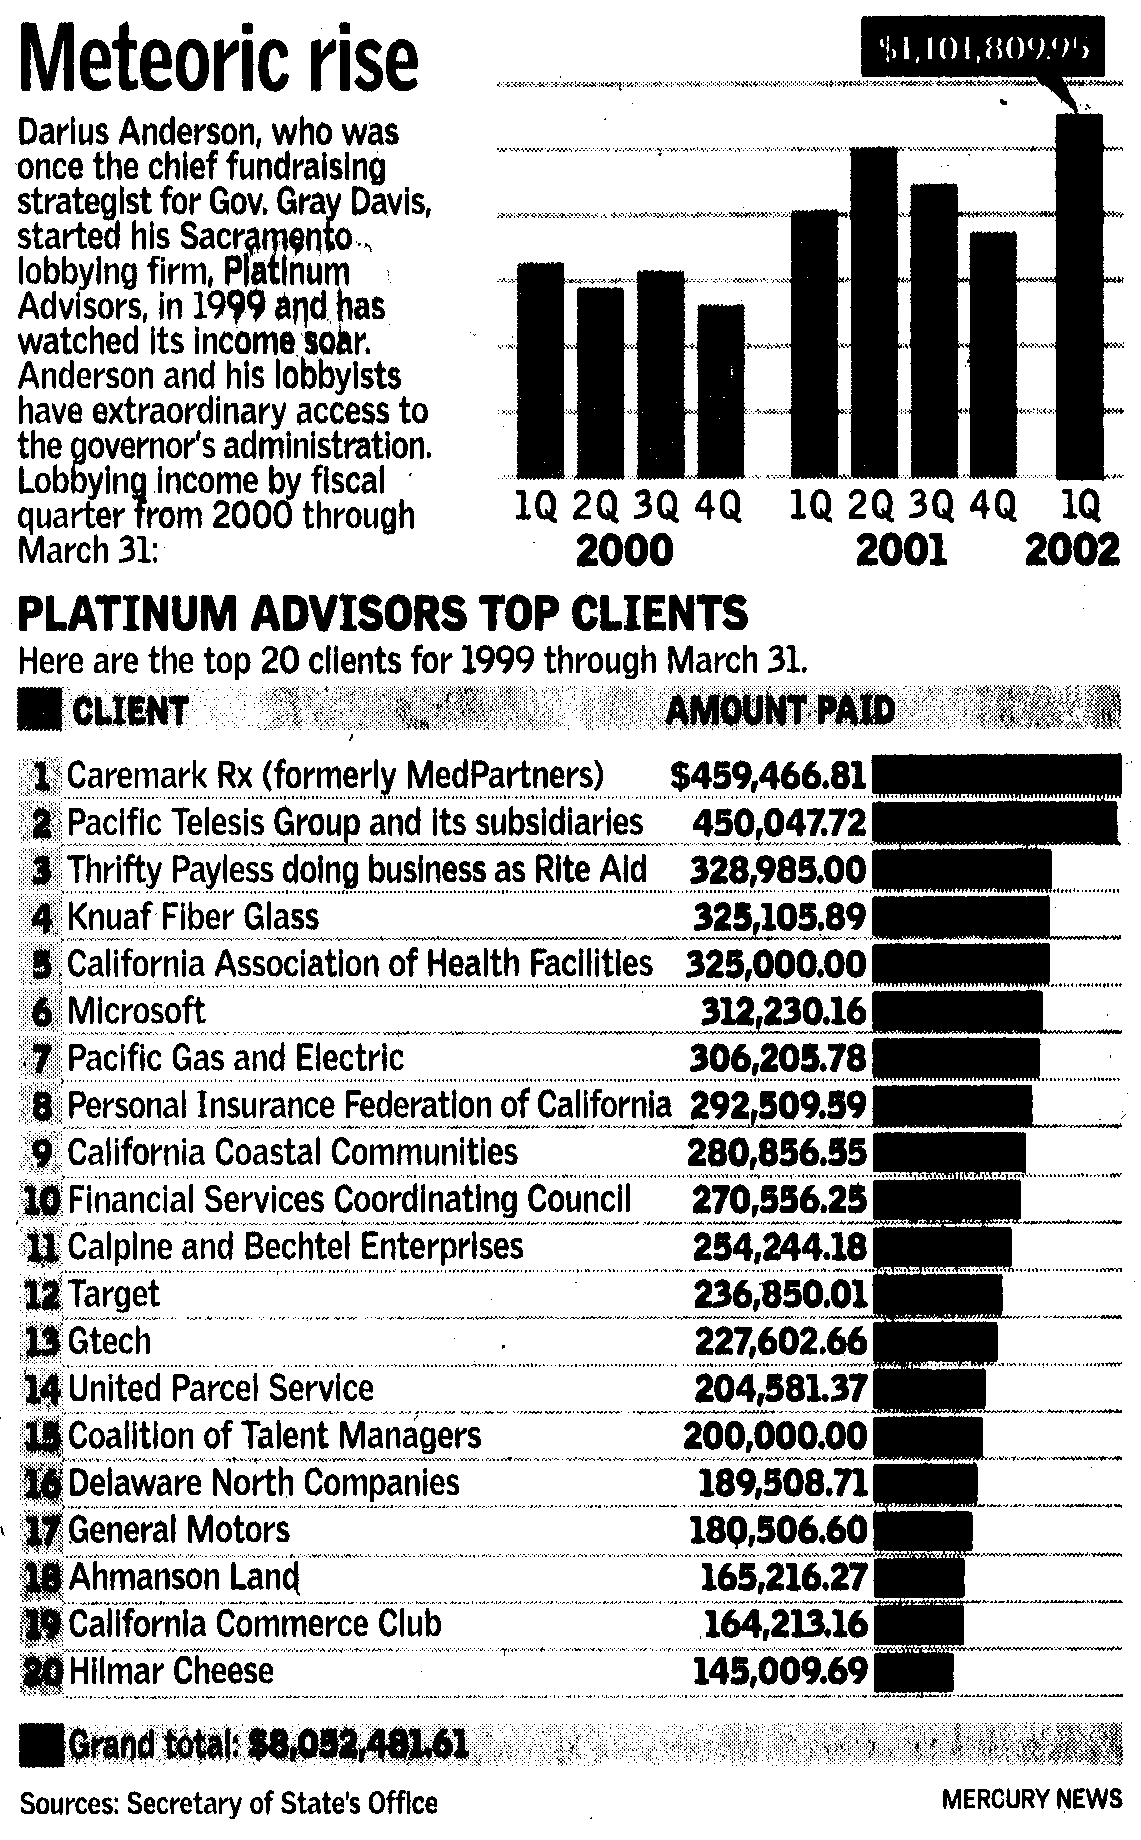 Meteoric rise
Darius Anderson, who was
once the chief fundraising
strategist for Gov. Gray Davis,
started his Sacramento
lobbying firm, Platinum
Advisors, in 1999 and has
watched its income soar.
Anderson and his lobbyists
have extraordinary access to
the governor's administration.
Lobbying income by fiscal
quarter from 2000 through
March 31:
$1,101,809.95
1Q 2Q 3Q 4Q 1Q 2Q 3Q 4Q 1Q
2000 2001 2002
PLATINUM ADVISORS TOP CLIENTS
Here are the top 20 clients for 1999 through March 31.
CLIENT AMOUNT PAID
1 Caremark Rx (formerly MedPartners) $459,466.81
2 Pacific Telesis Group and its subsidiaries 450,047.72
3 Thrifty Payless doing business as Rite Aid 328,985.00
4 Knuaf Fiber Glass 325,105.89
5 California Association of Health Facilities 325,000.00
6 Microsoft 312,230.16
7 Pacific Gas and Electric 306,205.78
8 Personal Insurance Federation of California 292,509.59
9 California Coastal Communities 280,856.55
10 Financial Services Coordinating Council 270,556.25
11 Calpine and Bechtel Enterprises 254,244.18
12 Target 236,850.01
13 Gtech 227,602.66
14 United Parcel Service 204,581.37
15 Coalition of Talent Managers 200,000.00
16 Delaware North Companies 189,508.71
17 General Motors 180,506.60
18 Ahmanson Land 165,216.27
19 California Commerce Club 164,213.16
20 Hilmar Cheese 145,009.69
Grand total: $8,052,481.61
Sources: Secretary of State's Office
MERCURY NEWS